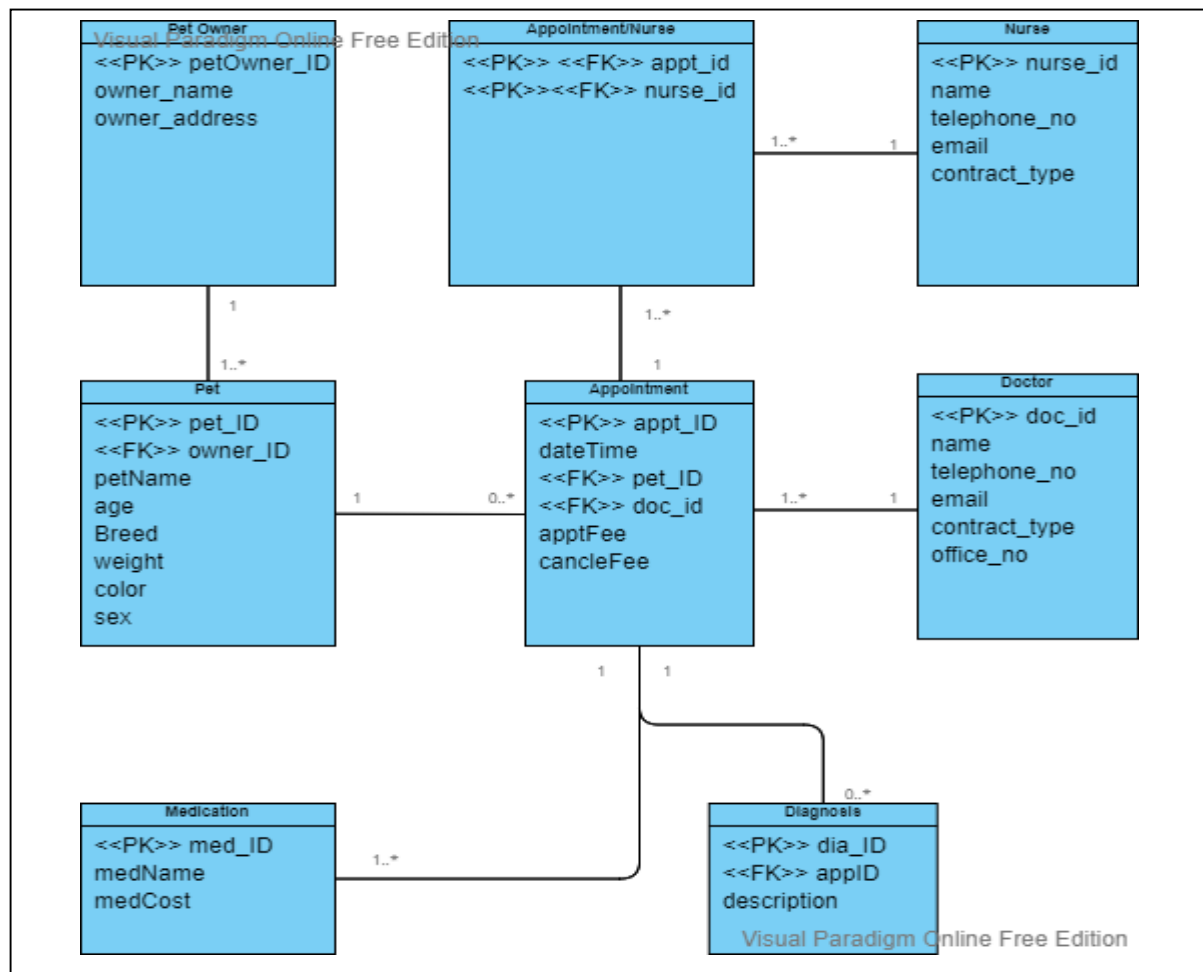 Pet Owner
Visual Paradigm Online Free Edition
<<PK>> petOwner_ID
owner_name
owner_address
Appointment/Nurse
<<PK>> <<FK>> appt_id
<<PK>><<FK>> nurse_id
Nurse
<<PK>> nurse_id
name
telephone_no
email
contract_type
1..*
1
1
1..*
1..*
1
Pet
<<PK>> pet_ID
<<FK>> owner_ID
petName
age
Breed
weight
color
sex
1
0..*
Appointment
<<PK>> appt_ID
dateTime
<<FK>> pet_ID
<<FK>> doc_id
apptFee
cancleFee
1..*
1
Doctor
<<PK>> doc_id
name
telephone_no
email
contract_type
office_no
1
1
1..*
0..*
Medication
<<PK>> med_ID
medName
medCost
Diagnosis
<<PK>> dia_ID
<<FK>> appID
description
Visual Paradigm Online Free Edition